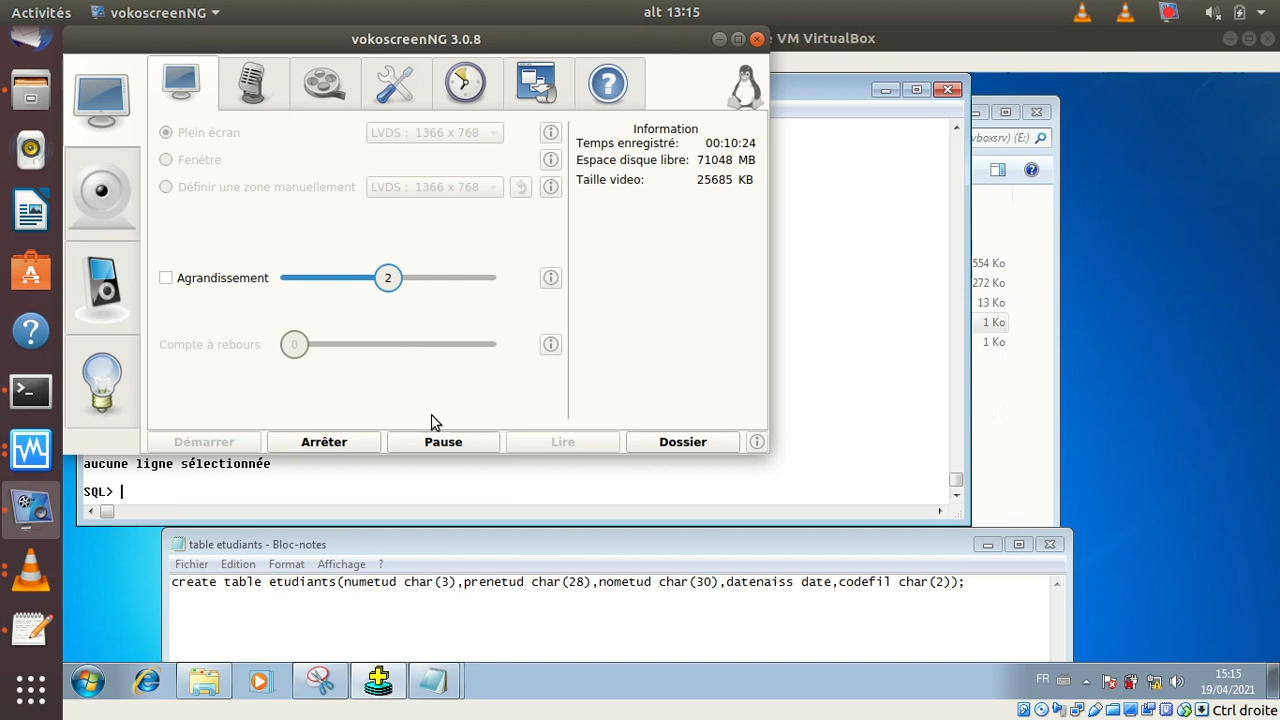 Activités
vokoscreenNG
alt 13:15
vokoscreenNG 3.0.8
VM VirtualBox
Plein écran
LVDS : 1366 x 768
Fenêtre
Définir une zone manuellement
LVDS : 1366 x 768
Agrandissement
2
Compte à rebours
0
Information
Temps enregistré: 00:10:24
Espace disque libre: 71048 MB
Taille video: 25685 KB
Démarrer
Arrêter
Pause
Lire
Dossier
vboxsrv) (E:)
554 Ko
272 Ko
13 Ko
1 Ko
1 Ko
aucune ligne sélectionnée
SQL>
table etudiants - Bloc-notes
Fichier Edition Format Affichage ?
create table etudiants(numetud char(3),prenetud char(28),nometud char(30),datenaiss date,codefil char(2));
FR
15:15
19/04/2021
Ctrl droite